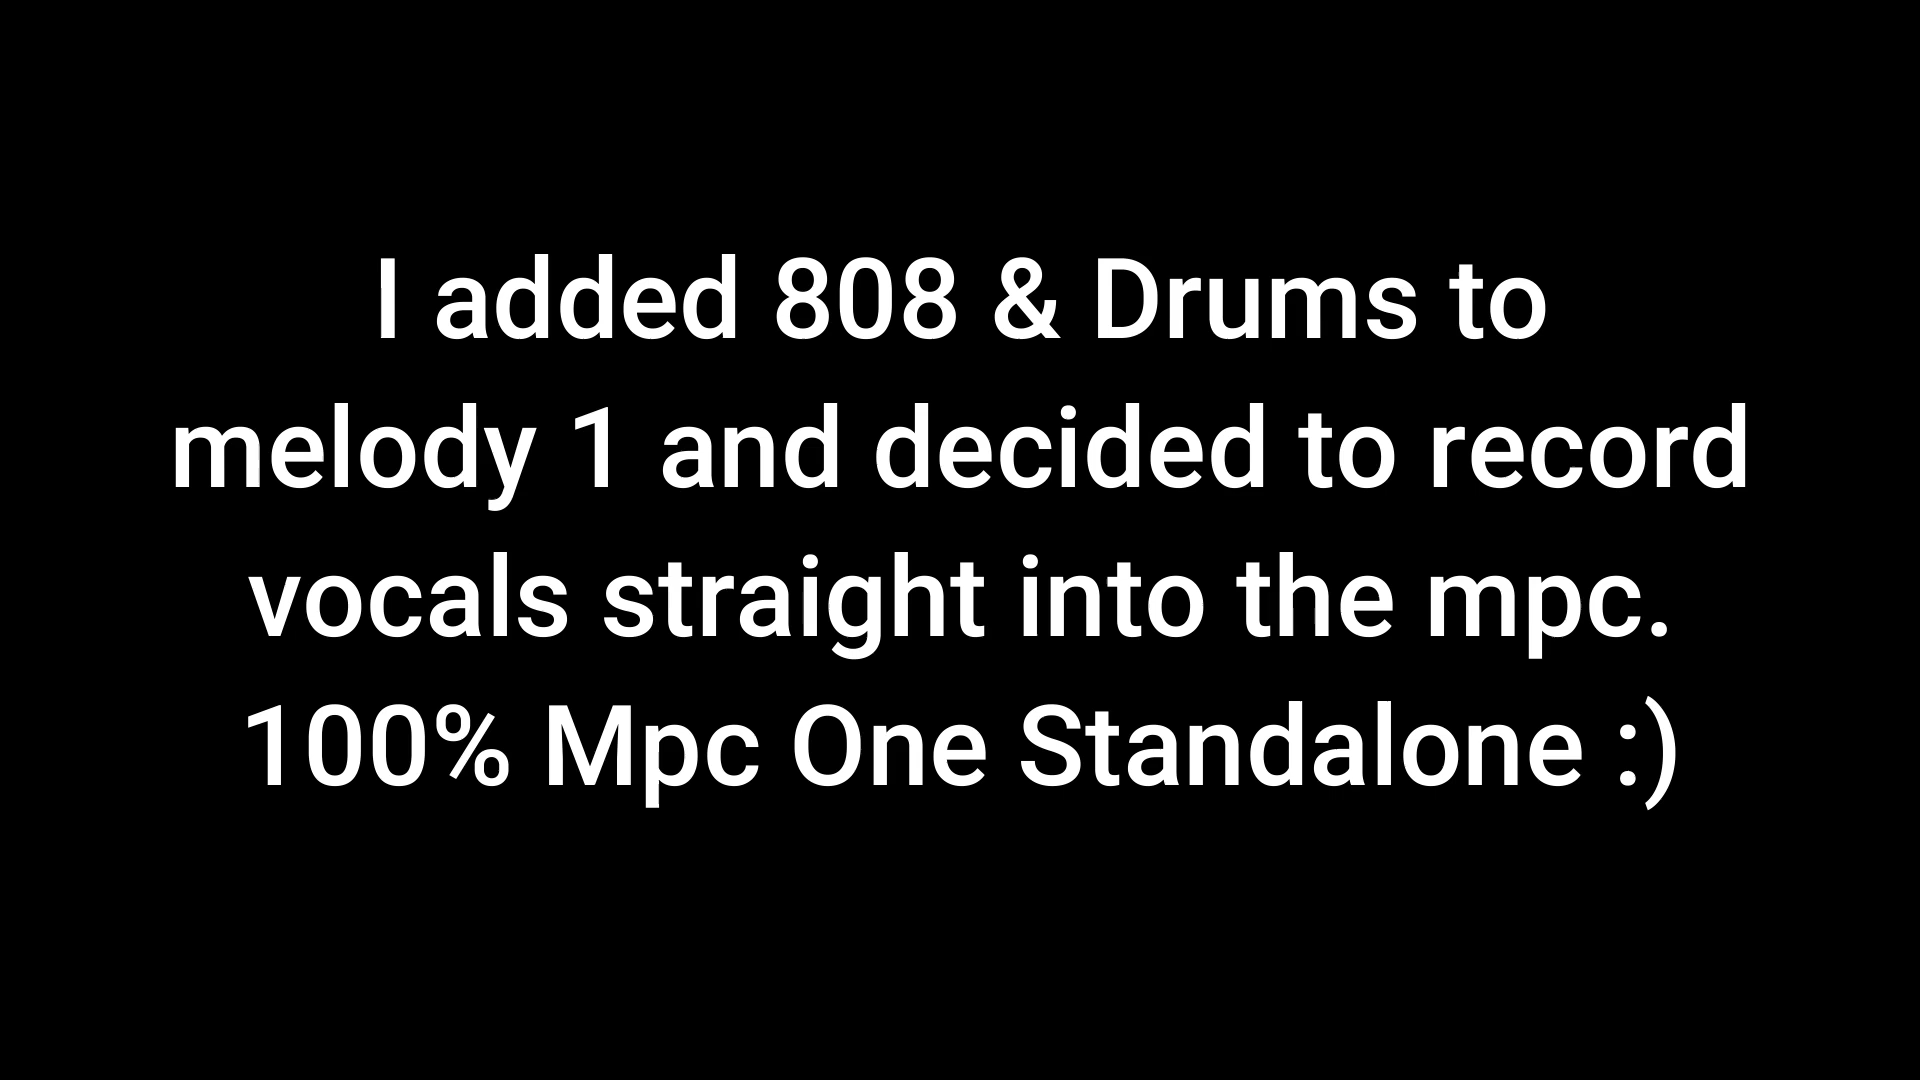 I added 808 & Drums to
melody 1 and decided to record
vocals straight into the mpc.
100% Mpc One Standalone :)